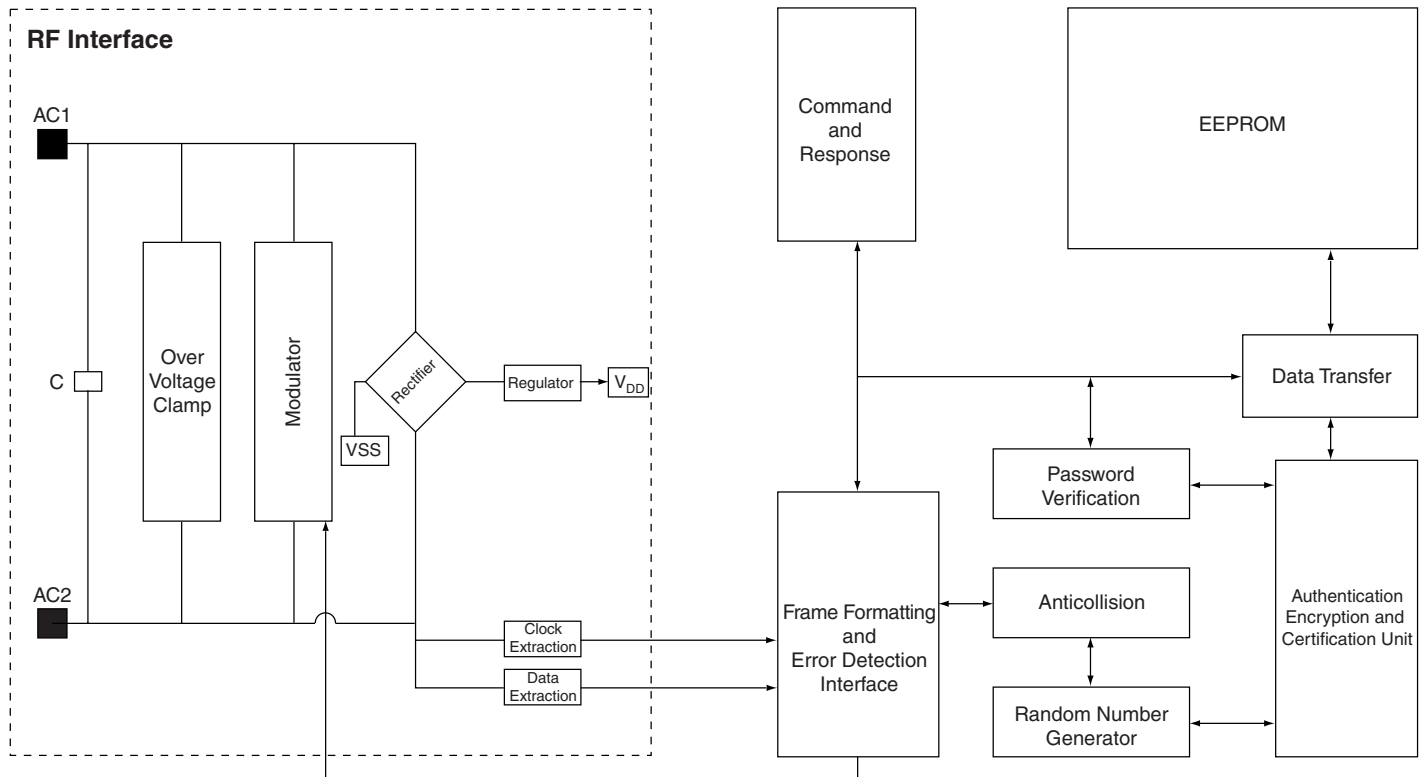 RF Interface
AC1
C
Over
Voltage
Clamp
Modulator
Rectifier
VSS
Regulator
VDD
AC2
Clock
Extraction
Data
Extraction
Command
and
Response
EEPROM
Data Transfer
Password
Verification
Frame Formatting
and
Error Detection
Interface
Anticollision
Random Number
Generator
Authentication
Encryption and
Certification Unit